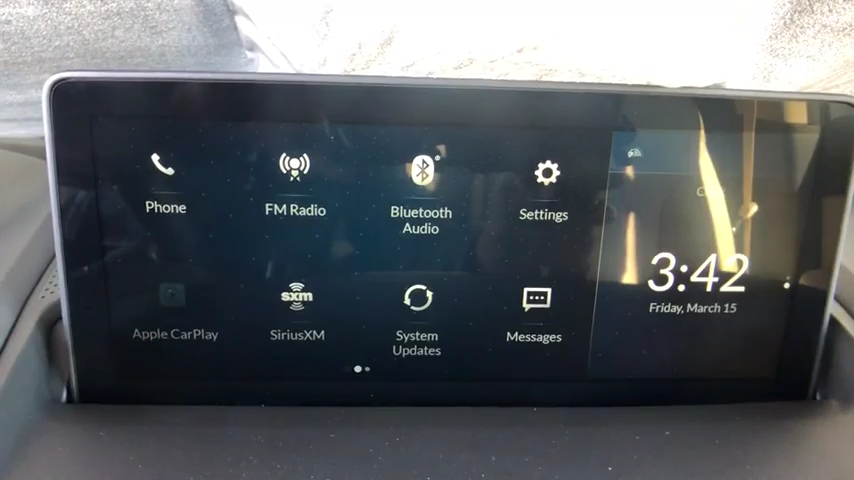 Phone
FM Radio
Bluetooth
Audio
Settings
Apple CarPlay
sxm
SiriusXM
System
Updates
Messages
3:42
Friday, March 15